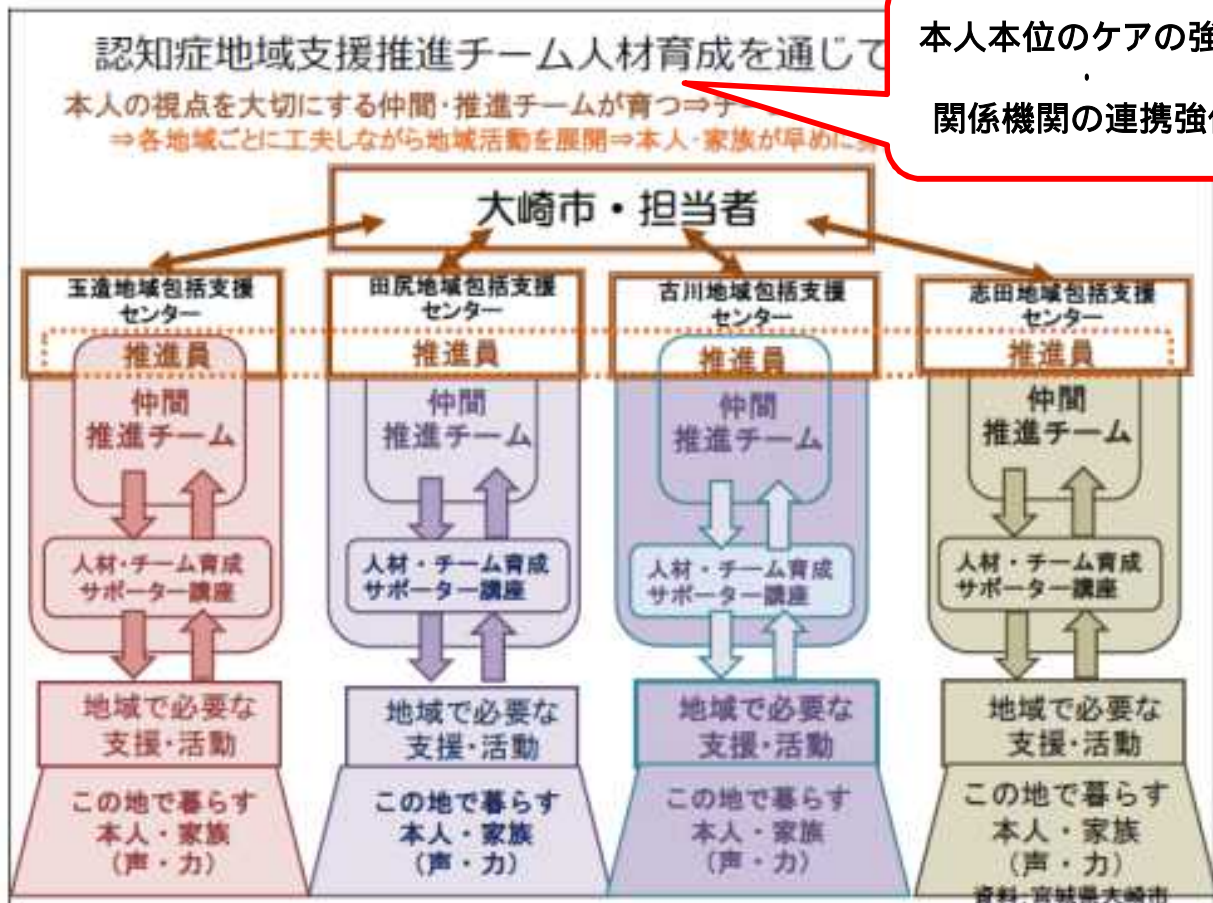 認知症地域支援推進チーム人材育成を通じて
本人本位のケアの強
・
関係機関の連携強
本人の視点を大切にする仲間・推進チームが育つ⇒チ
⇒各地域ごとに工夫しながら地域活動を展開⇒本人・家族が早めに
大崎市・担当者
玉造地域包括支援
センター
推進員
仲間
推進チーム
人材・チーム育成
サポーター講座
地域で必要な
支援・活動
この地で暮らす
本人・家族
(声・力)
田尻地域包括支援
センター
推進員
仲間
推進チーム
人材・チーム育成
サポーター講座
地域で必要な
支援・活動
この地で暮らす
本人・家族
(声・力)
古川地域包括支援
センター
推進員
仲間
推進チーム
人材・チーム育成
サポーター講座
地域で必要な
支援・活動
この地で暮らす
本人・家族
(声・力)
志田地域包括支援
センター
推進員
仲間
推進チーム
人材・チーム育成
サポーター講座
地域で必要な
支援・活動
この地で暮らす
本人・家族
(声・力)
資料:宮城県大崎市